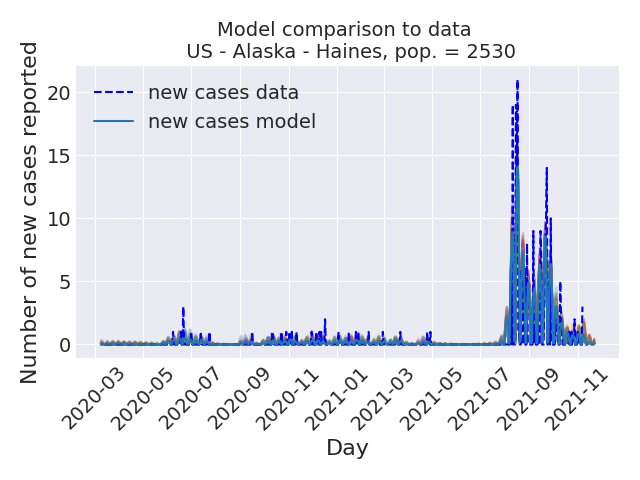 Model comparison to data
US - Alaska - Haines, pop. = 2530
Number of new cases reported
20
15
10
5
0
new cases data
new cases model
2020-03
2020-05
2020-07
2020-09
2020-11
2021-01
2021-03
2021-05
2021-07
2021-09
2021-11
Day